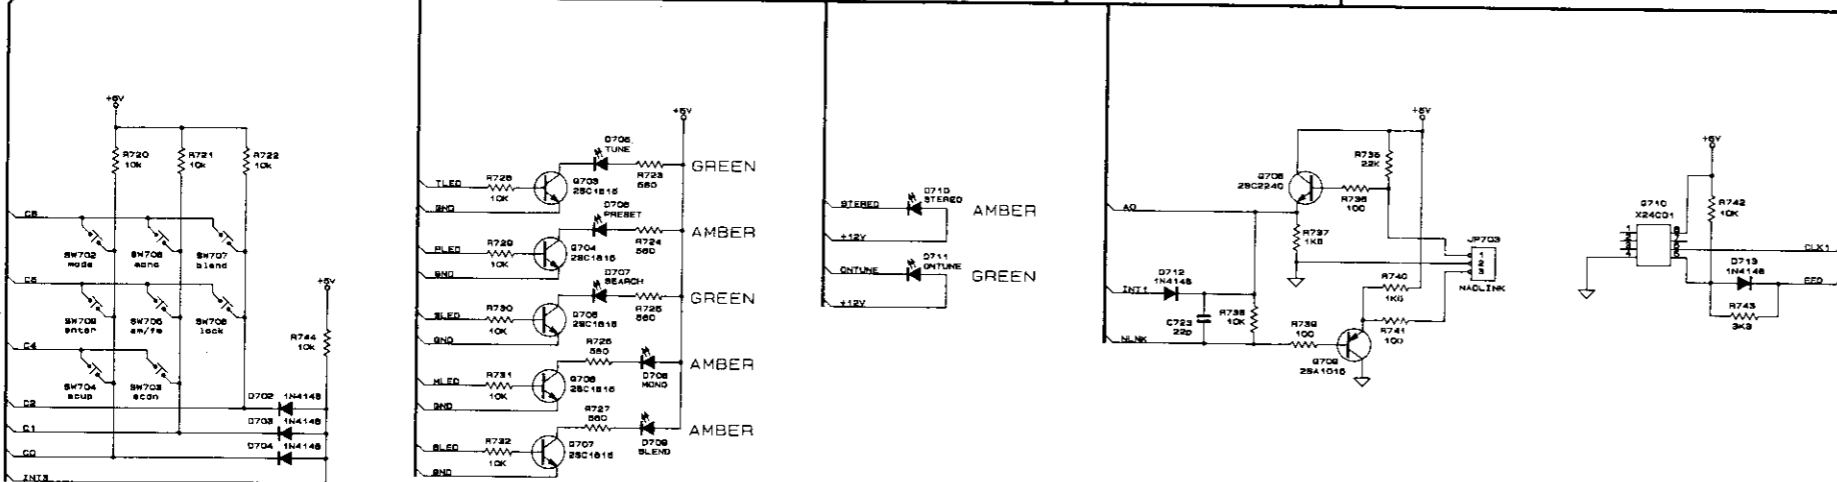 +5V
R720
10k
R721
10k
R722
10k
C6
SW702
mode
SW706
mono
SW707
blend
C5
+5V
SW709
enter
SW705
am/fm
SW708
lock
R744
10k
C4
SW704
scup
SW703
scdn
C2
D702 1N4148
C1
D703 1N4148
C0
D704 1N4148
INT3
+5V
D705
TUNE
R723
560
GREEN
TLED
R728
10K
Q703
2SC1815
GND
D706
PRESET
R724
560
AMBER
PLED
R729
10K
Q704
2SC1815
GND
D707
SEARCH
R725
560
GREEN
SLED
R730
10K
Q705
2SC1815
GND
R726
560
D708
MONO
AMBER
MLED
R731
10K
Q706
2SC1815
GND
R727
560
D709
BLEND
AMBER
BLED
R732
10K
Q707
2SC1815
GND
STEREO
D710
STEREO
AMBER
+12V
ONTUNE
D711
ONTUNE
GREEN
+12V
+5V
R735
22K
2SC2240
R736
100
A0
R737
1K8
JP703
1
2
3
NADLINK
D712
1N4148
INT1
C723
22p
R738
10K
R740
R739
100
R741
100
NLNK
Q709
2SA1015
+5V
Q710
X24C01
R742
10K
CLK1
D713
1N4148
EED
R743
3K3